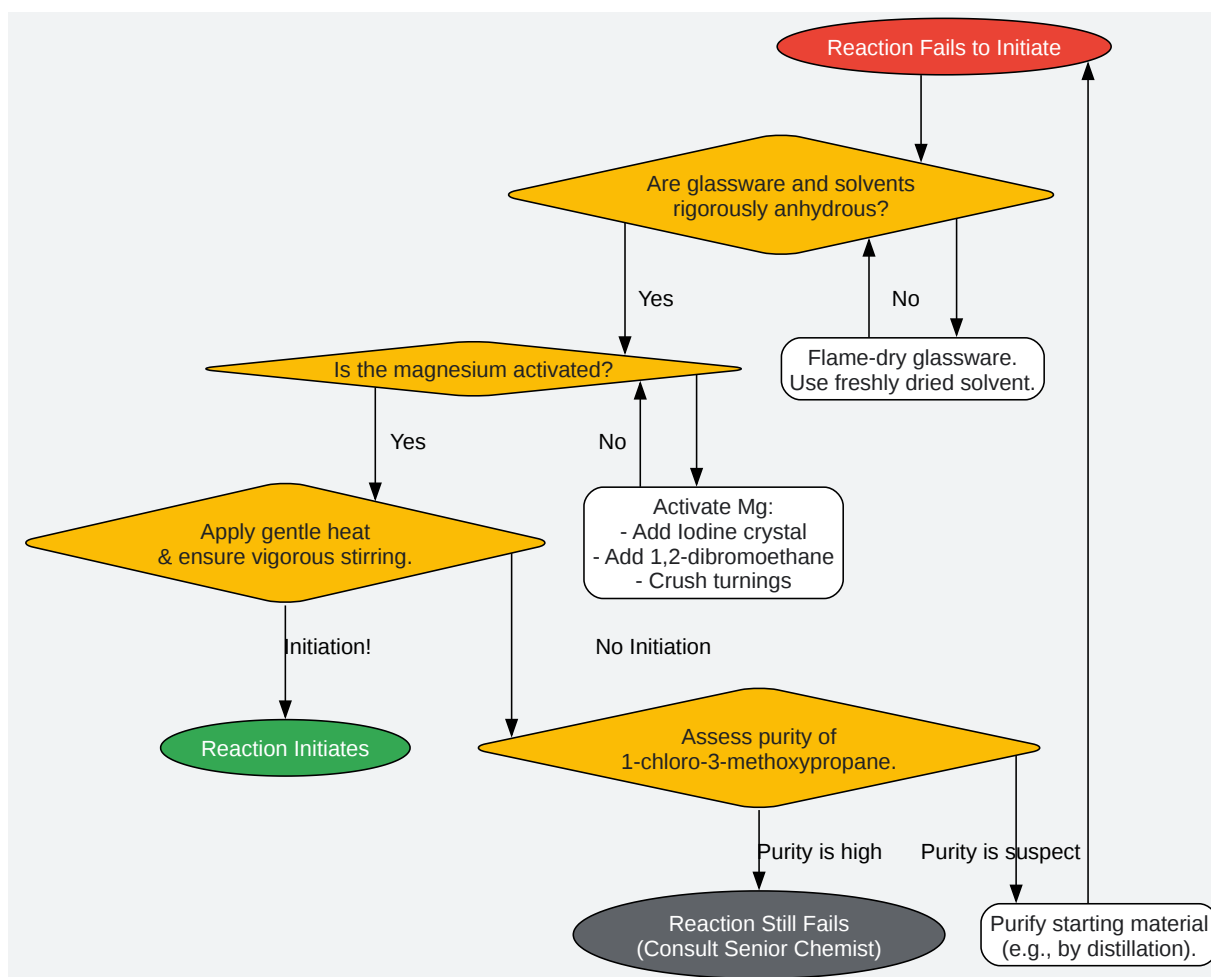 Reaction Fails to Initiate
Are glassware and solvents
rigorously anhydrous?
Yes
No
Flame-dry glassware.
Use freshly dried solvent.
Is the magnesium activated?
Yes
No
Activate Mg:
- Add Iodine crystal
- Add 1,2-dibromoethane
- Crush turnings
Apply gentle heat
& ensure vigorous stirring.
Initiation!
No Initiation
Reaction Initiates
Assess purity of
1-chloro-3-methoxypropane.
Purity is high
Purity is suspect
Reaction Still Fails
(Consult Senior Chemist)
Purify starting material
(e.g., by distillation).